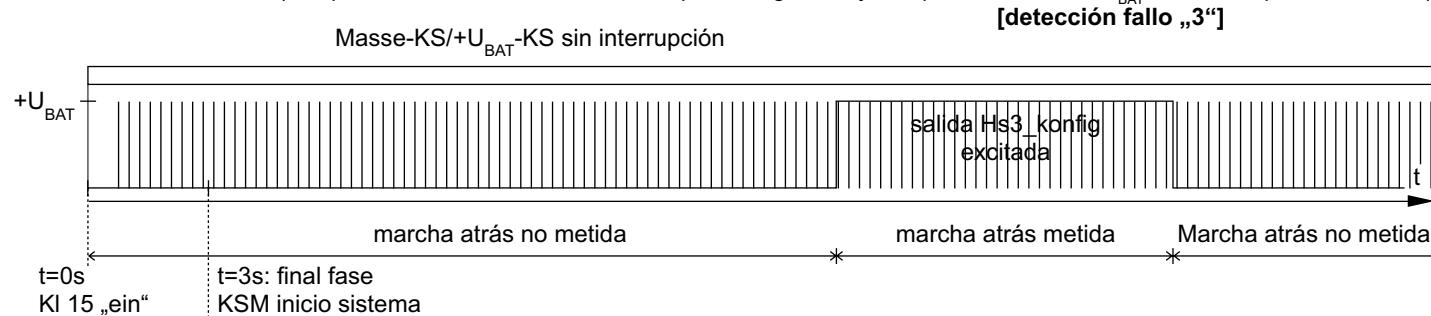 [detección fallo „3“]
Masse-KS/+U_BAT-KS sin interrupción
+U_BAT
salida Hs3_konfig
excitada
t
marcha atrás no metida
marcha atrás metida
Marcha atrás no metida
t=0s
Kl 15 „ein“
t=3s: final fase
KSM inicio sistema